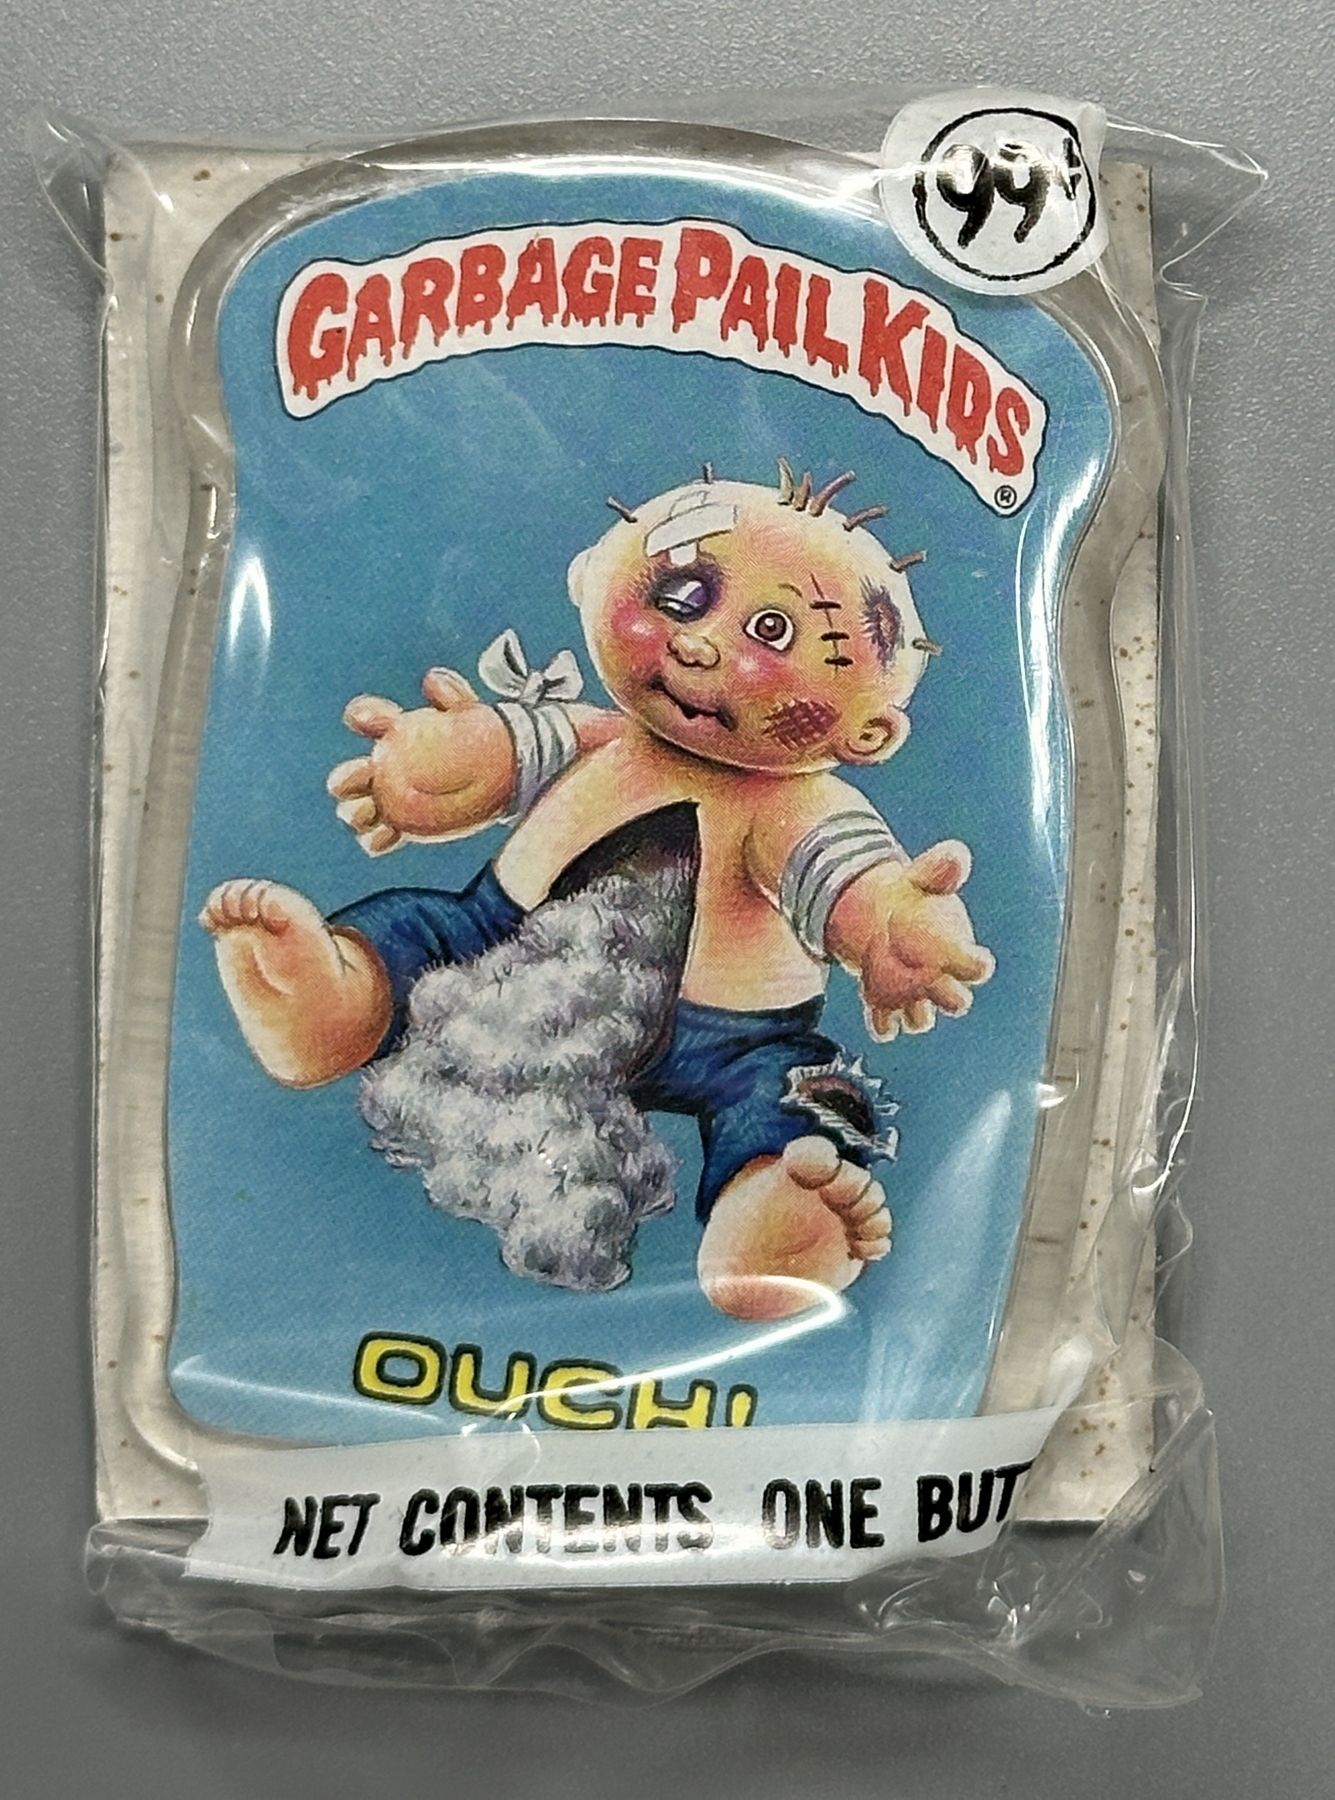 99¢
GARBAGE PAIL KIDS
®
OUCH!
NET CONTENTS ONE BUT